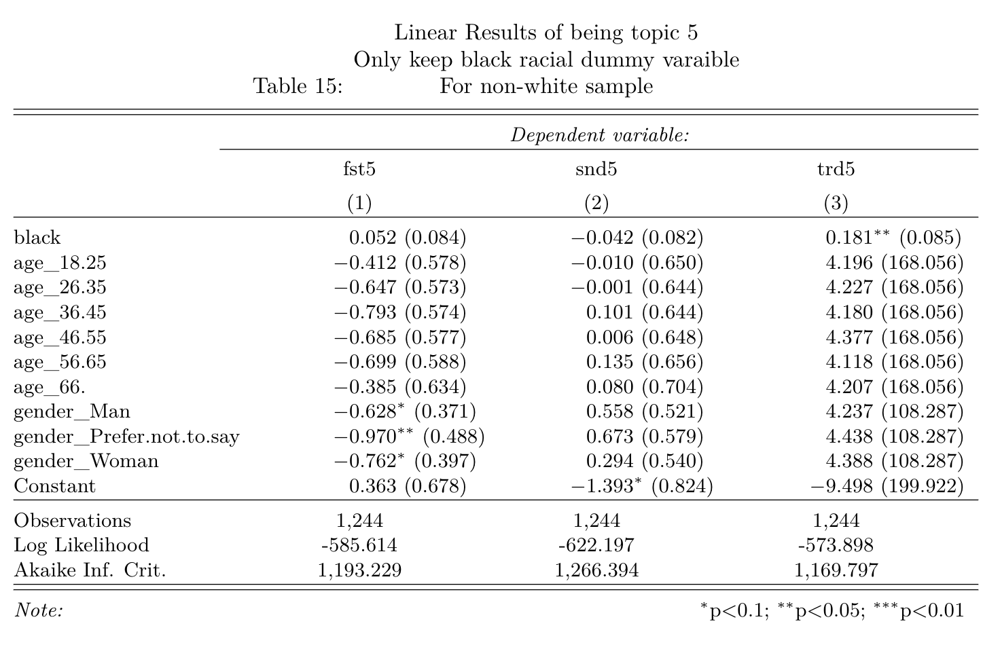 Linear Results of being topic 5
Only keep black racial dummy varaible
Table 15: For non-white sample
Dependent variable:
fst5 snd5 trd5
(1) (2) (3)
black 0.052 (0.084) −0.042 (0.082) 0.181** (0.085)
age_18.25 −0.412 (0.578) −0.010 (0.650) 4.196 (168.056)
age_26.35 −0.647 (0.573) −0.001 (0.644) 4.227 (168.056)
age_36.45 −0.793 (0.574) 0.101 (0.644) 4.180 (168.056)
age_46.55 −0.685 (0.577) 0.006 (0.648) 4.377 (168.056)
age_56.65 −0.699 (0.588) 0.135 (0.656) 4.118 (168.056)
age_66. −0.385 (0.634) 0.080 (0.704) 4.207 (168.056)
gender_Man −0.628* (0.371) 0.558 (0.521) 4.237 (108.287)
gender_Prefer.not.to.say −0.970** (0.488) 0.673 (0.579) 4.438 (108.287)
gender_Woman −0.762* (0.397) 0.294 (0.540) 4.388 (108.287)
Constant 0.363 (0.678) −1.393* (0.824) −9.498 (199.922)
Observations 1,244 1,244 1,244
Log Likelihood -585.614 -622.197 -573.898
Akaike Inf. Crit. 1,193.229 1,266.394 1,169.797
Note: *p<0.1; **p<0.05; ***p<0.01